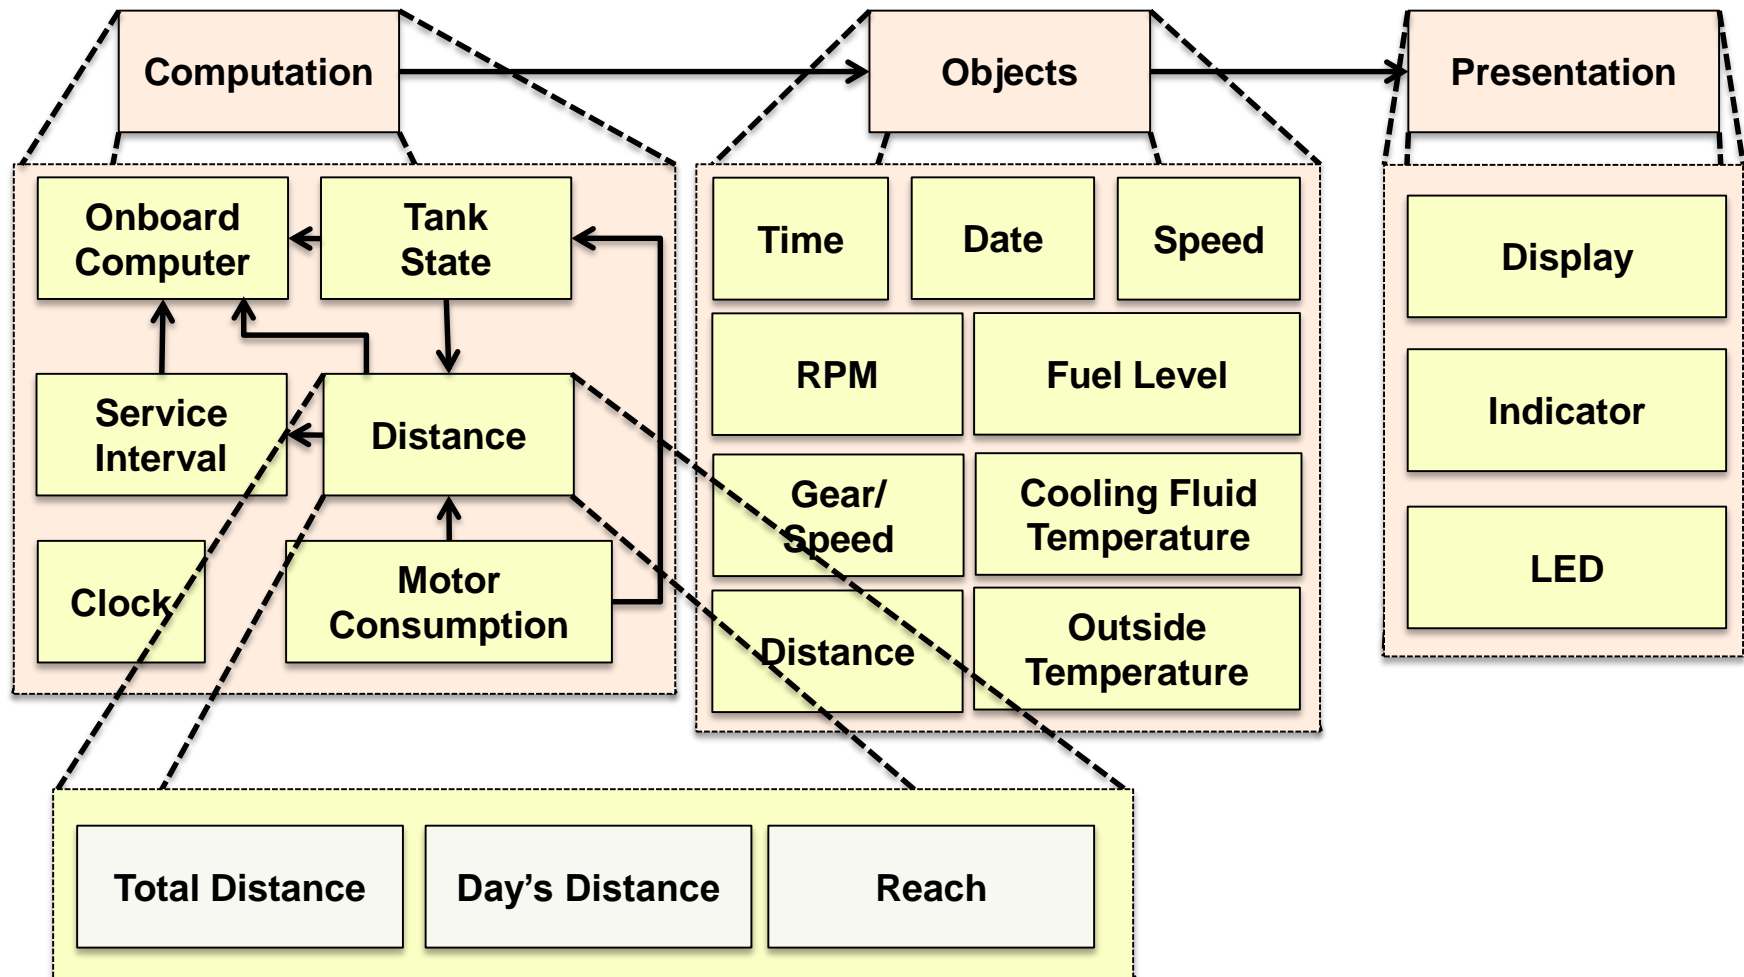 Computation
Objects
Presentation
Onboard
Computer
Tank
State
Service
Interval
Distance
Clock
Motor
Consumption
Time
Date
Speed
RPM
Fuel Level
Gear/
Speed
Cooling Fluid
Temperature
Distance
Outside
Temperature
Display
Indicator
LED
Total Distance
Day’s Distance
Reach